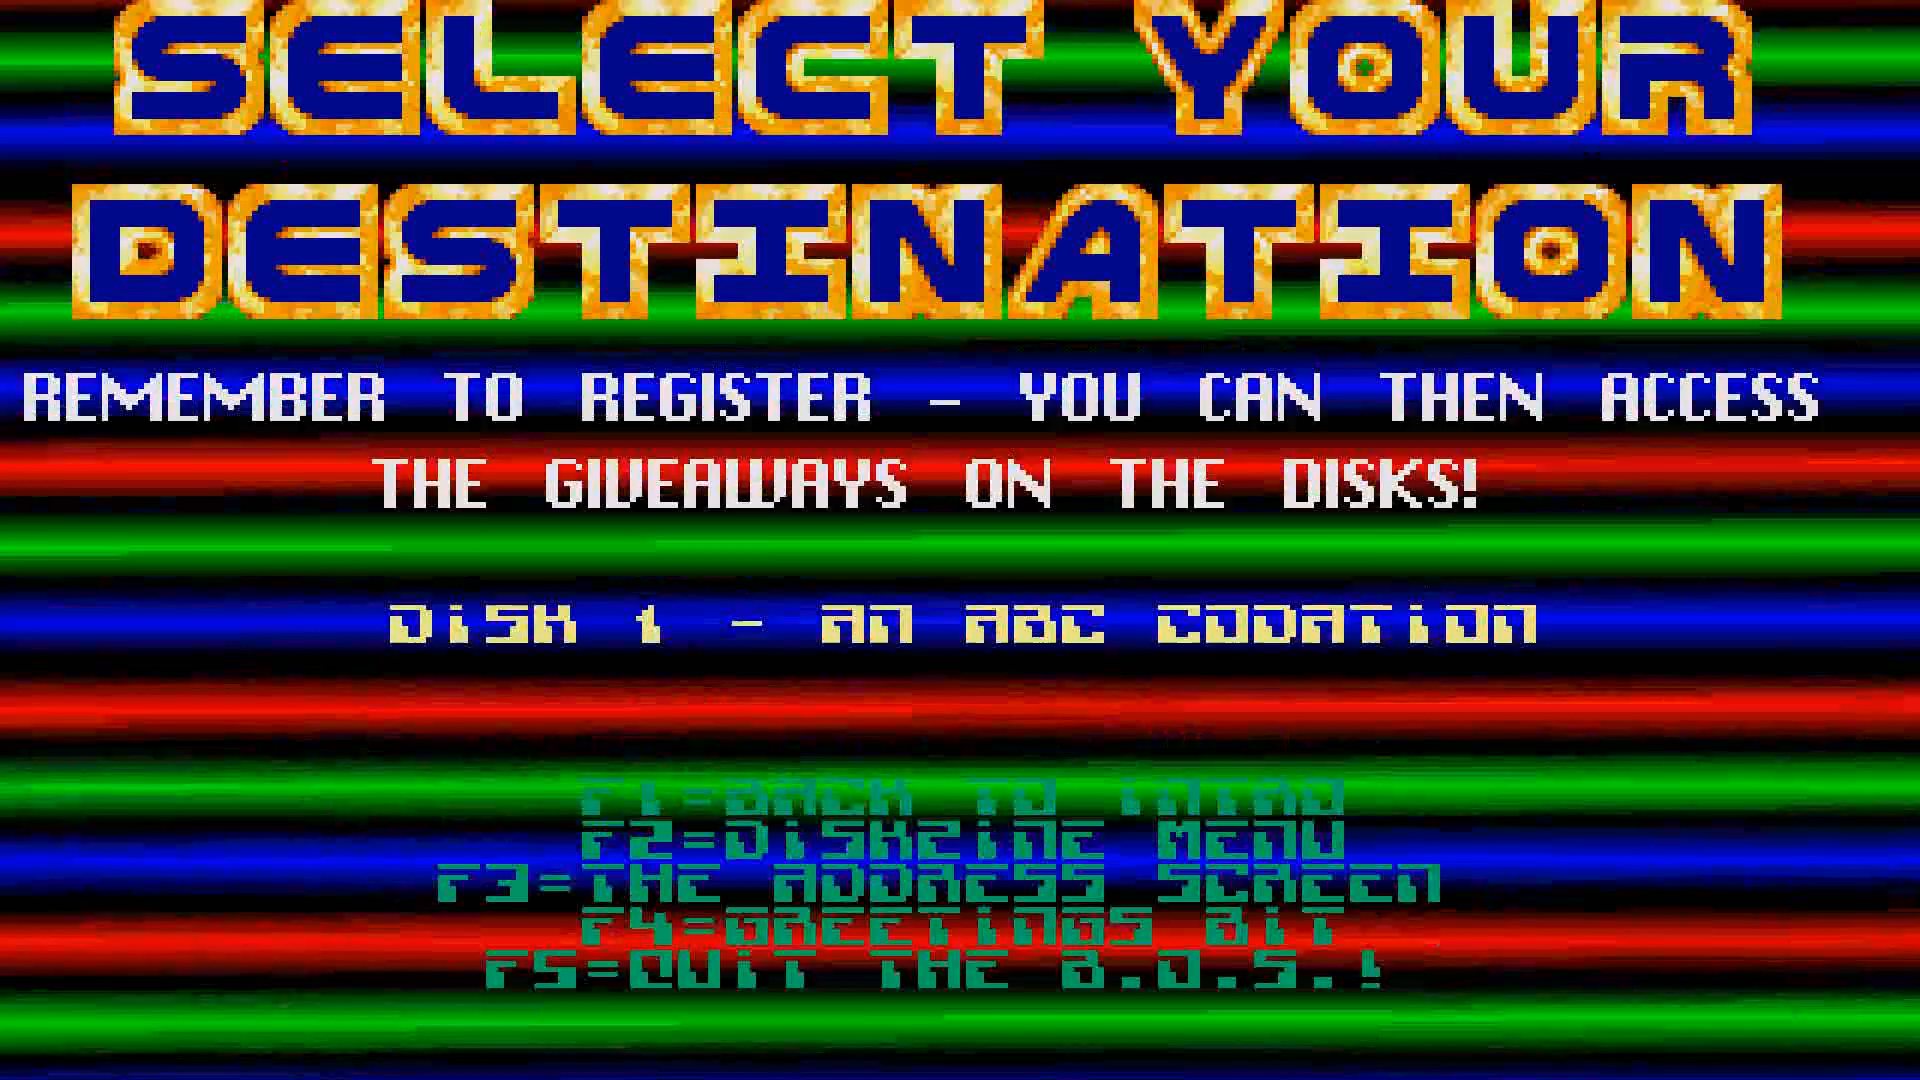 SELECT YOUR
DESTINATION
REMEMBER TO REGISTER - YOU CAN THEN ACCESS
THE GIVEAWAYS ON THE DISKS!
DiSK 1 - AN ABC CODATiON
F1=BACK TO iNTRO
F2=DiSKZiNE MENU
F3=THE ADDRESS SCREEN
F4=GREETiNGS BiT
F5=QUiT THE B.O.S.!